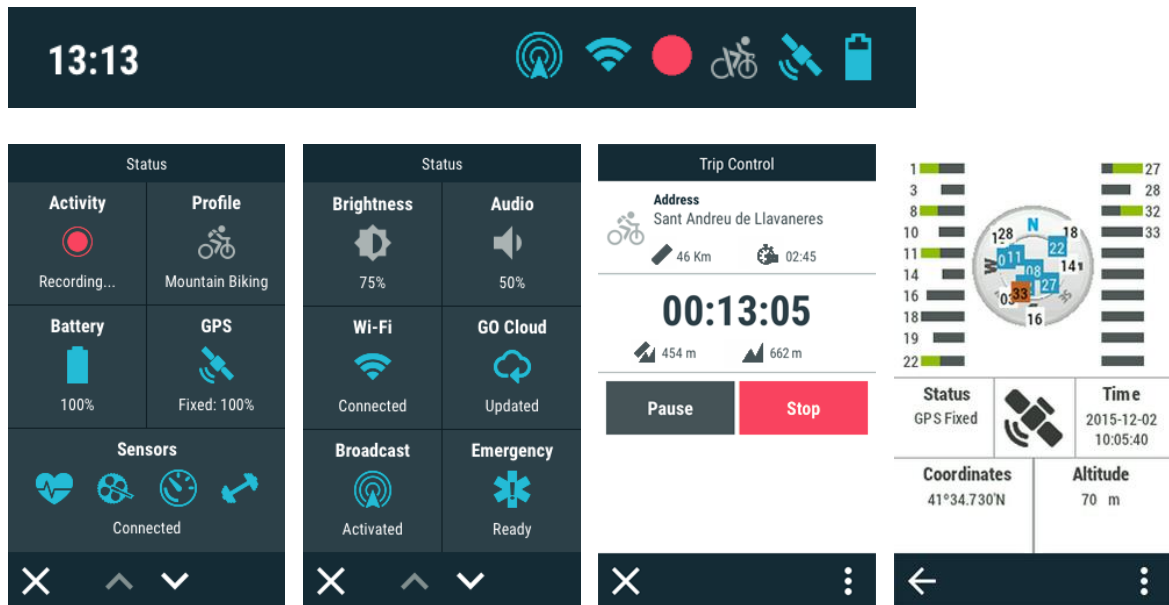 13:13
Status
Activity
Profile
Recording...
Mountain Biking
Battery
GPS
100%
Fixed: 100%
Sensors
Connected
Status
Brightness
Audio
75%
50%
Wi-Fi
GO Cloud
Connected
Updated
Broadcast
Emergency
Activated
Ready
Trip Control
Address
Sant Andreu de Llavaneres
46 Km
02:45
00:13:05
454 m
662 m
Pause
Stop
1
27
3
28
8
32
10
33
11
14
16
18
19
22
N
28
18
22
11
08
14
W
33
27
35
16
Status
GPS Fixed
Time
2015-12-02
10:05:40
Coordinates
41º34.730'N
Altitude
70 m